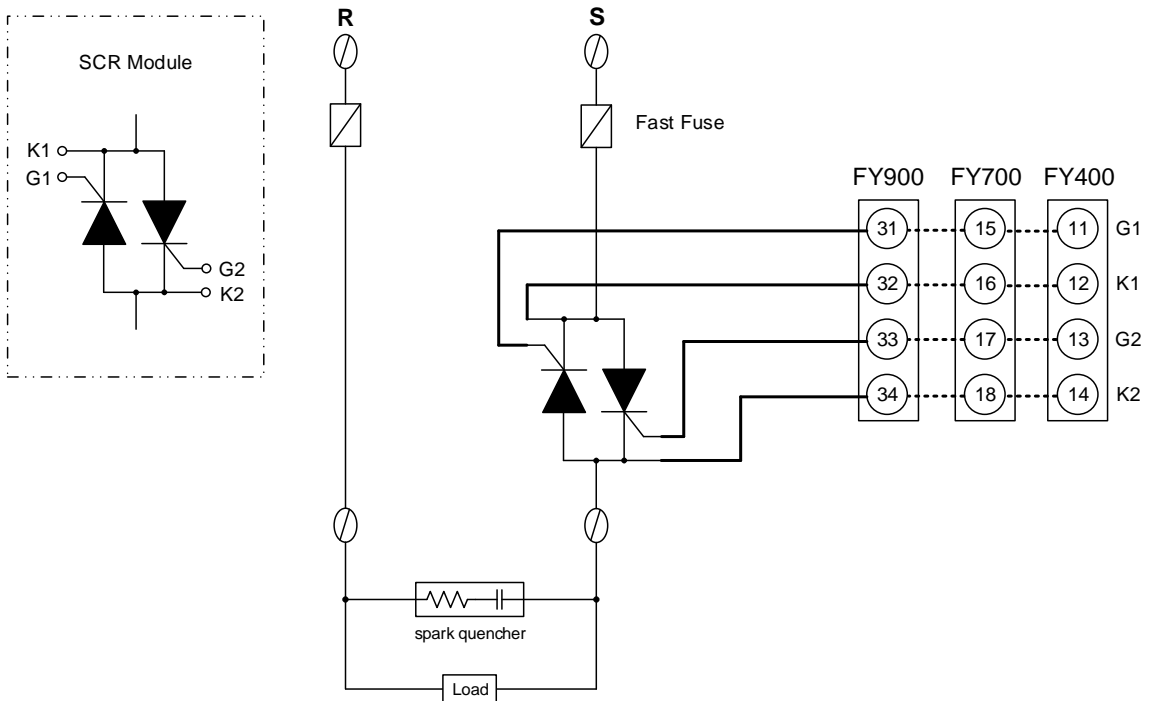 R
S
SCR Module
K1
G1
G2
K2
Fast Fuse
FY900 FY700 FY400
31 15 11 G1
32 16 12 K1
33 17 13 G2
34 18 14 K2
spark quencher
Load